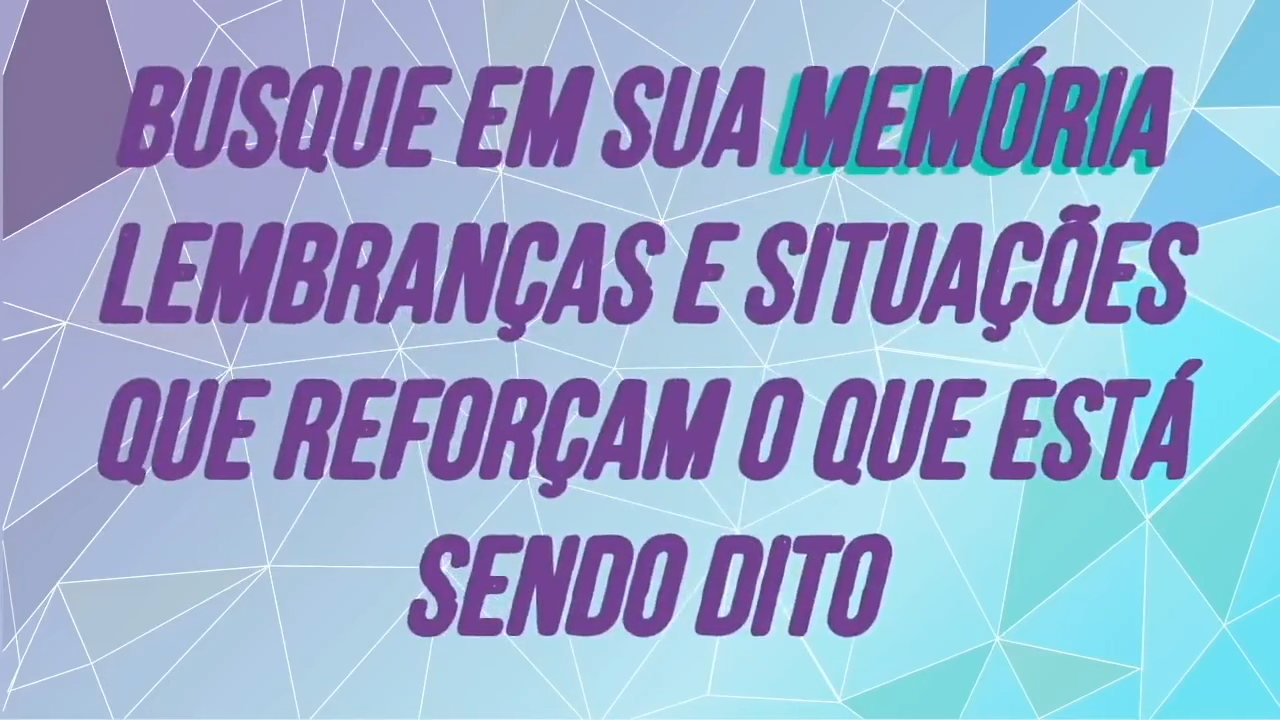 BUSQUE EM SUA MEMÓRIA
LEMBRANÇAS E SITUAÇÕES
QUE REFORÇAM O QUE ESTÁ
SENDO DITO